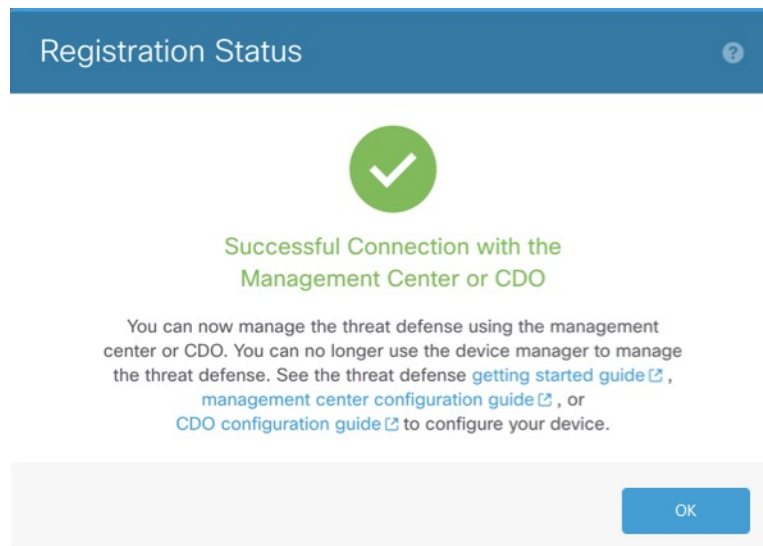 Registration Status
Successful Connection with the
Management Center or CDO
You can now manage the threat defense using the management
center or CDO. You can no longer use the device manager to manage
the threat defense. See the threat defense getting started guide ,
management center configuration guide , or
CDO configuration guide to configure your device.
OK